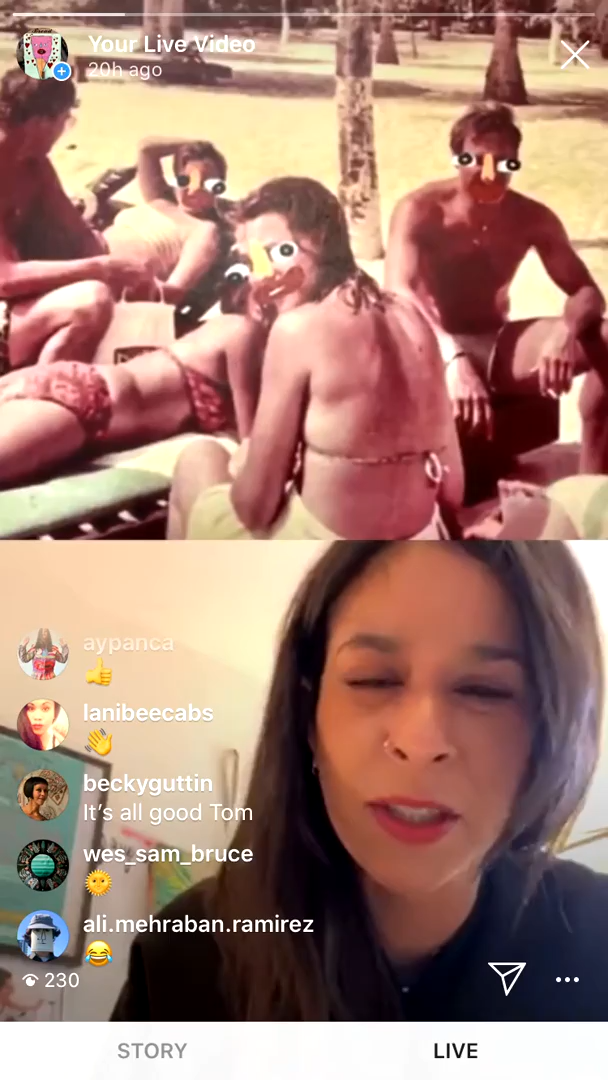 Your Live Video
20h ago
aypanca
👍
lanibeecabs
👋
beckyguttin
It’s all good Tom
wes_sam_bruce
🌞
ali.mehraban.ramirez
😂
230
STORY
LIVE